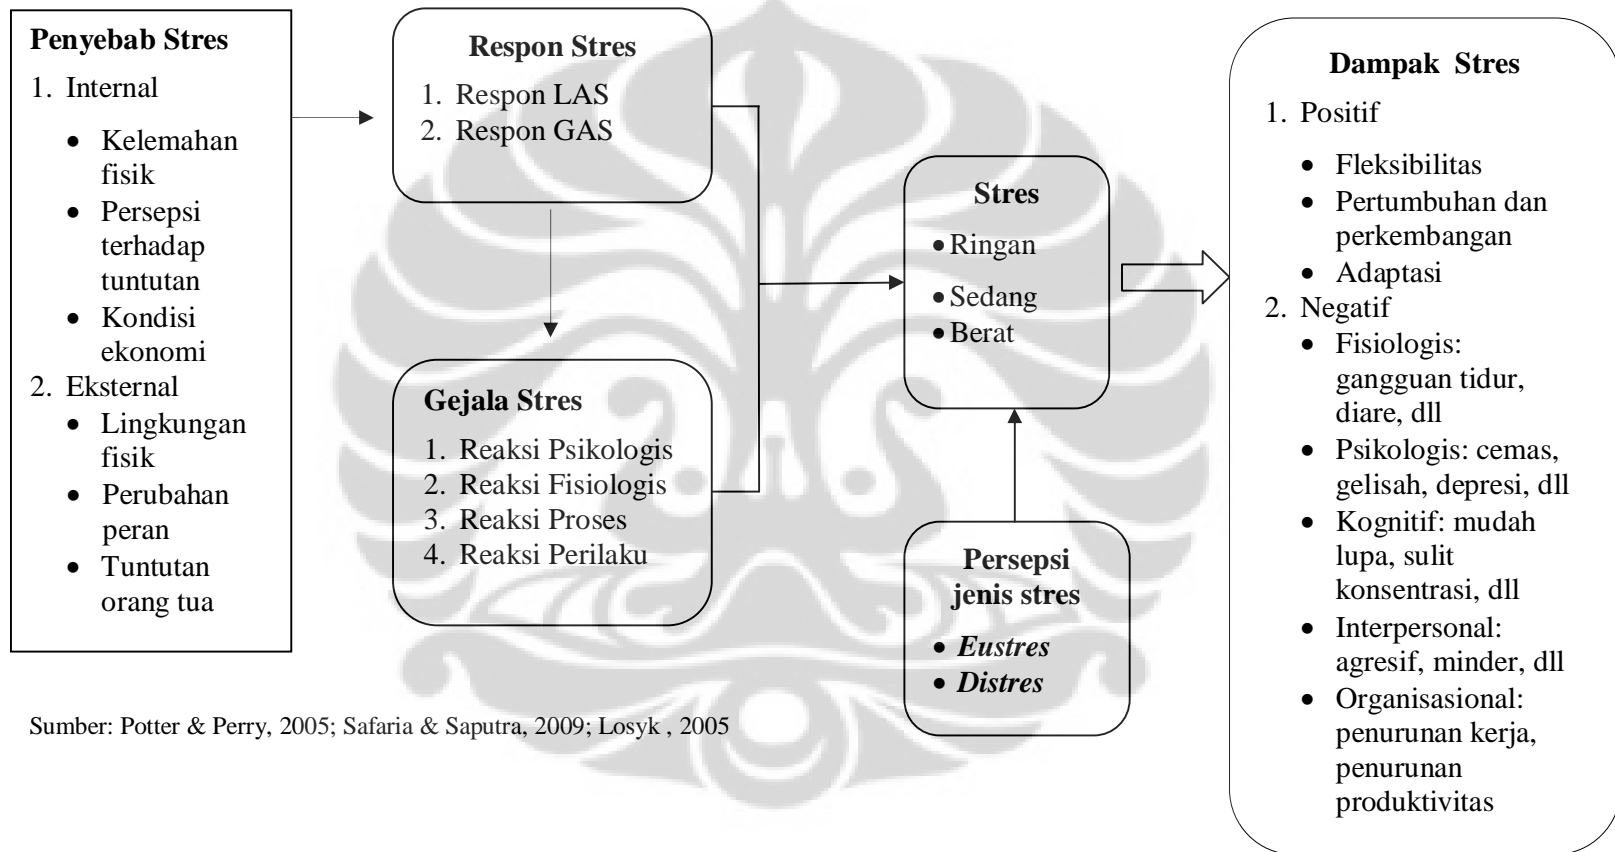 Penyebab Stres
1. Internal
• Kelemahan
fisik
• Persepsi
terhadap
tuntutan
• Kondisi
ekonomi
2. Eksternal
• Lingkungan
fisik
• Perubahan
peran
• Tuntutan
orang tua
Respon Stres
1. Respon LAS
2. Respon GAS
Gejala Stres
1. Reaksi Psikologis
2. Reaksi Fisiologis
3. Reaksi Proses
4. Reaksi Perilaku
Stres
• Ringan
• Sedang
• Berat
Persepsi
jenis stres
• Eustres
• Distres
Dampak Stres
1. Positif
• Fleksibilitas
• Pertumbuhan dan
perkembangan
• Adaptasi
2. Negatif
• Fisiologis:
gangguan tidur,
diare, dll
• Psikologis: cemas,
gelisah, depresi, dll
• Kognitif: mudah
lupa, sulit
konsentrasi, dll
• Interpersonal:
agresif, minder, dll
• Organisasional:
penurunan kerja,
penurunan
produktivitas
Sumber: Potter & Perry, 2005; Safaria & Saputra, 2009; Losyk , 2005